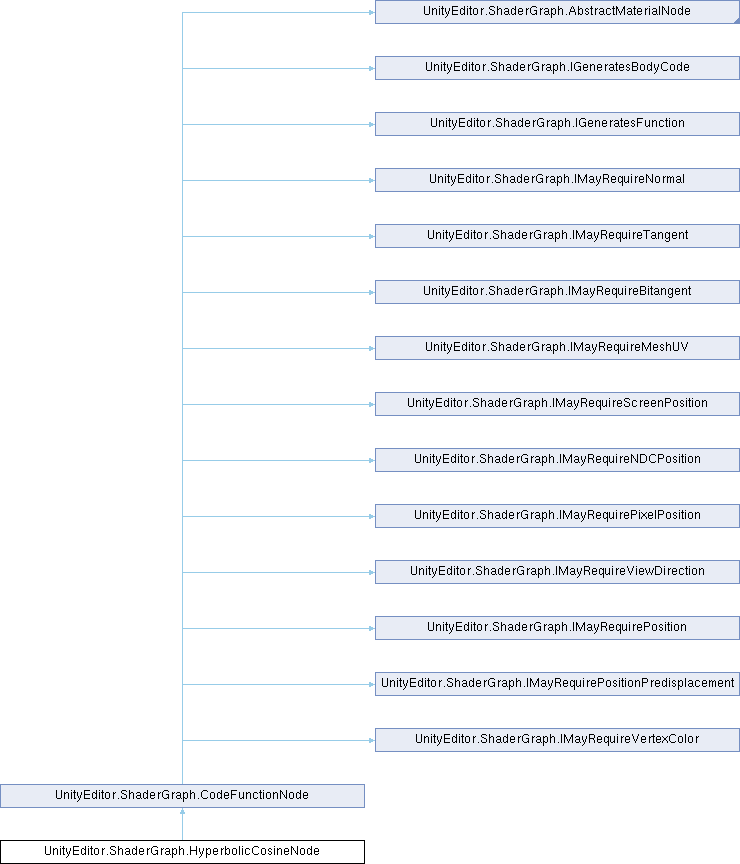 UnityEditor.ShaderGraph.AbstractMaterialNode
UnityEditor.ShaderGraph.IGeneratesBodyCode
UnityEditor.ShaderGraph.IGeneratesFunction
UnityEditor.ShaderGraph.IMayRequireNormal
UnityEditor.ShaderGraph.IMayRequireTangent
UnityEditor.ShaderGraph.IMayRequireBitangent
UnityEditor.ShaderGraph.IMayRequireMeshUV
UnityEditor.ShaderGraph.IMayRequireScreenPosition
UnityEditor.ShaderGraph.IMayRequireNDCPosition
UnityEditor.ShaderGraph.IMayRequirePixelPosition
UnityEditor.ShaderGraph.IMayRequireViewDirection
UnityEditor.ShaderGraph.IMayRequirePosition
UnityEditor.ShaderGraph.IMayRequirePositionPredisplacement
UnityEditor.ShaderGraph.IMayRequireVertexColor
UnityEditor.ShaderGraph.CodeFunctionNode
UnityEditor.ShaderGraph.HyperbolicCosineNode